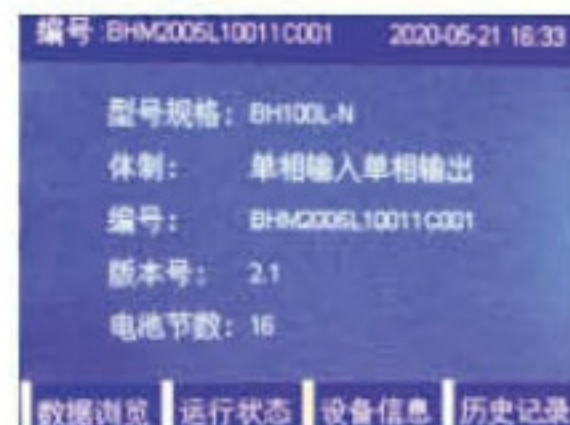 编号:BHM2005L10011C001 2020-05-21 16:33
型号规格: BH100L-N
体制: 单相输入单相输出
编号: BHM2005L10011C001
版本号: 2.1
电池节数: 16
数据浏览 运行状态 设备信息 历史记录